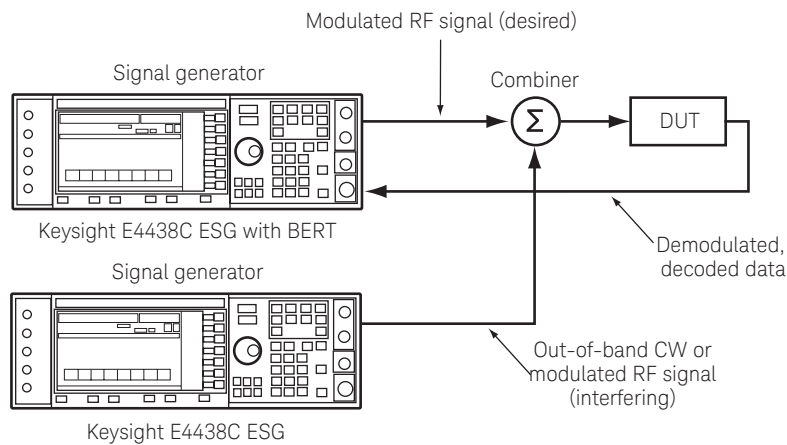 Modulated RF signal (desired)
Signal generator
Combiner
Σ
DUT
Keysight E4438C ESG with BERT
Demodulated,
decoded data
Signal generator
Out-of-band CW or
modulated RF signal
(interfering)
Keysight E4438C ESG